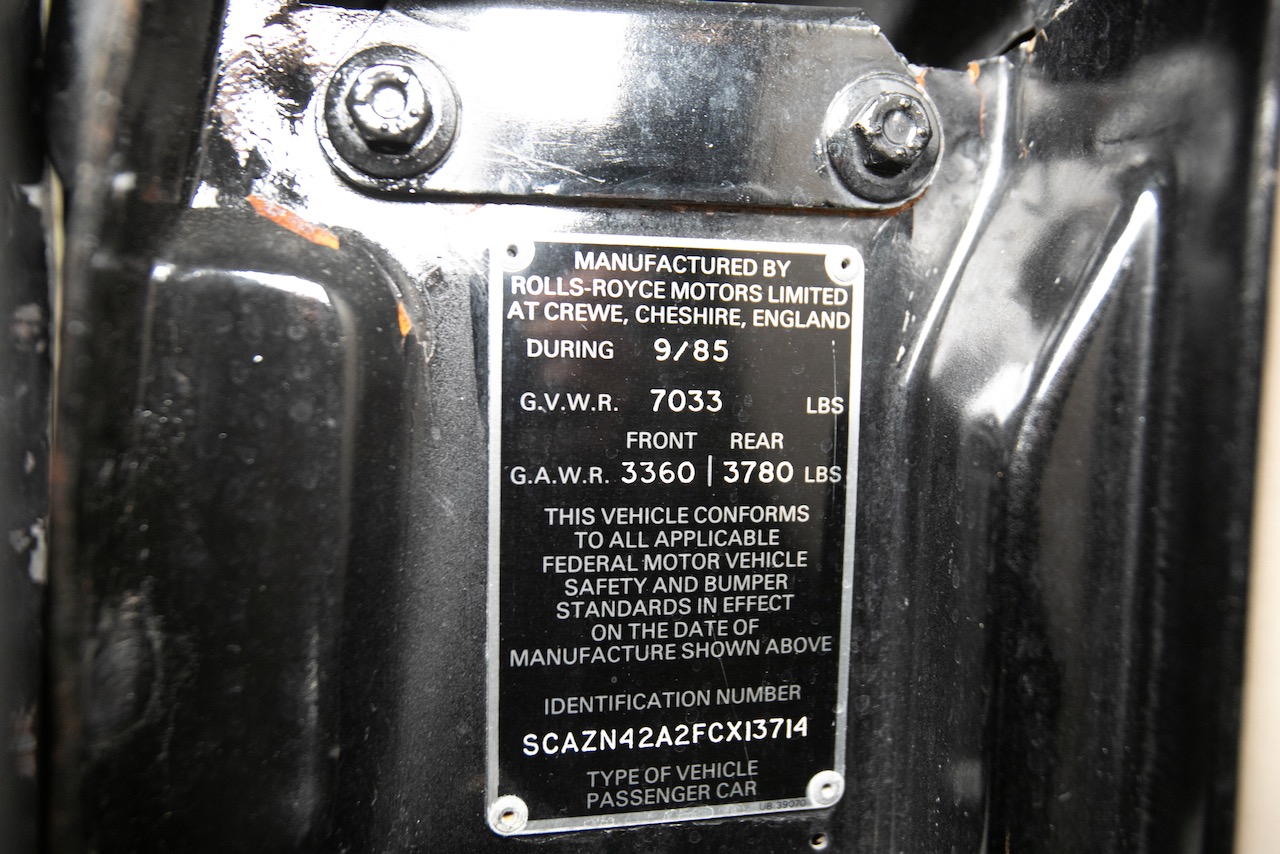 MANUFACTURED BY
ROLLS-ROYCE MOTORS LIMITED
AT CREWE, CHESHIRE, ENGLAND
DURING 9/85
G.V.W.R. 7033 LBS
FRONT REAR
G.A.W.R. 3360 | 3780 LBS
THIS VEHICLE CONFORMS
TO ALL APPLICABLE
FEDERAL MOTOR VEHICLE
SAFETY AND BUMPER
STANDARDS IN EFFECT
ON THE DATE OF
MANUFACTURE SHOWN ABOVE
IDENTIFICATION NUMBER
SCAZN42A2FCX13714
TYPE OF VEHICLE
PASSENGER CAR
UB 39070